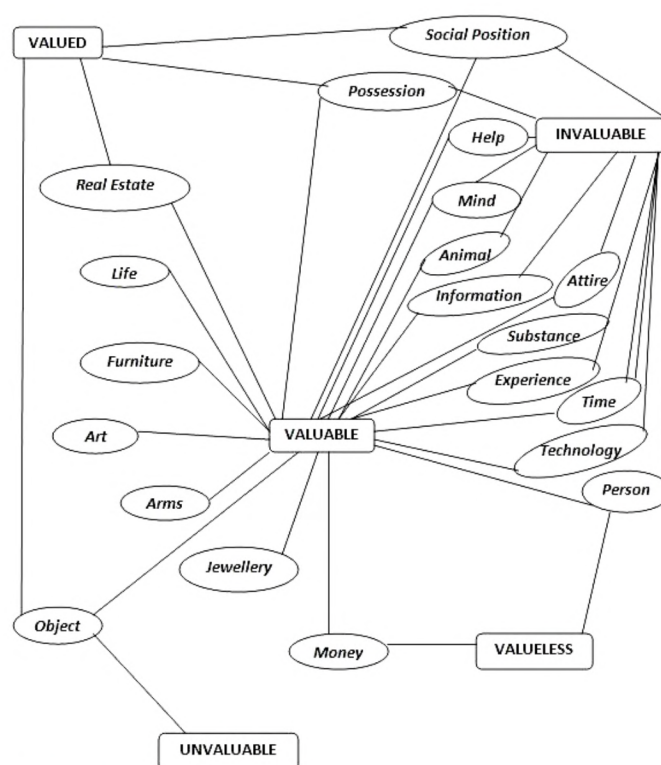 Social Position
VALUED
Possession
Help
INVALUABLE
Real Estate
Mind
Animal
Life
Information
Attire
Substance
Furniture
Experience
Time
Art
VALUABLE
Technology
Person
Arms
Jewellery
Object
Money
VALUELESS
UNVALUABLE